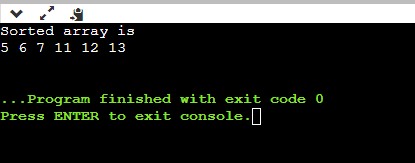 Sorted array is
5 6 7 11 12 13
...Program finished with exit code 0
Press ENTER to exit console.